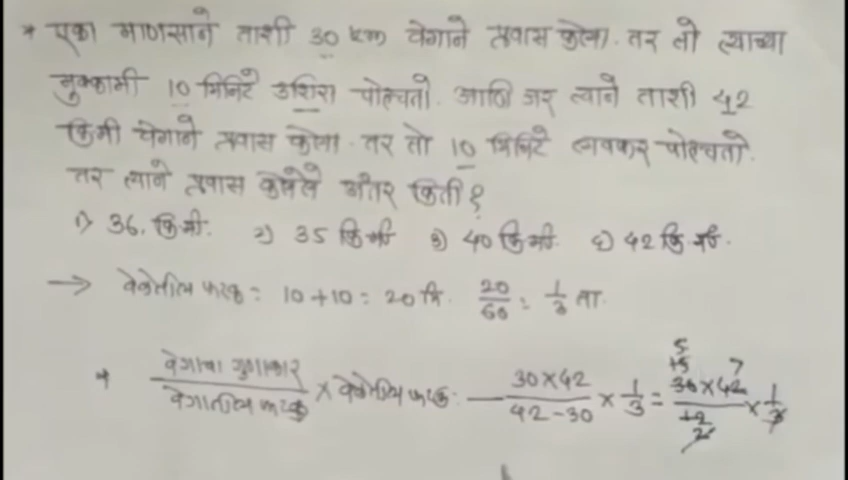 * एका माणसाने ताशी 30 km वेगाने प्रवास केला. तर तो त्याच्या
मुक्कामी 10 मिनिटे उशिरा पोहचतो. आणि जर त्याने ताशी 42
किमी वेगाने प्रवास केला. तर तो 10 मिनिटे लवकर पोहचतो.
तर त्याने प्रवास केलेले अंतर किती ?
1) 36. कि.मी. 2) 35 कि.मी 3) 40 कि.मी. 4) 42 कि.मी.
→ वेळेतील फरक = 10 + 10 = 20 मि. 20/60 = 1/3 ता.
* वेगाचा गुणाकार / वेगातील फरक × वेळेतील फरक = 30×42 / 42-30 × 1/3 = 30×42 / 12 × 1/3